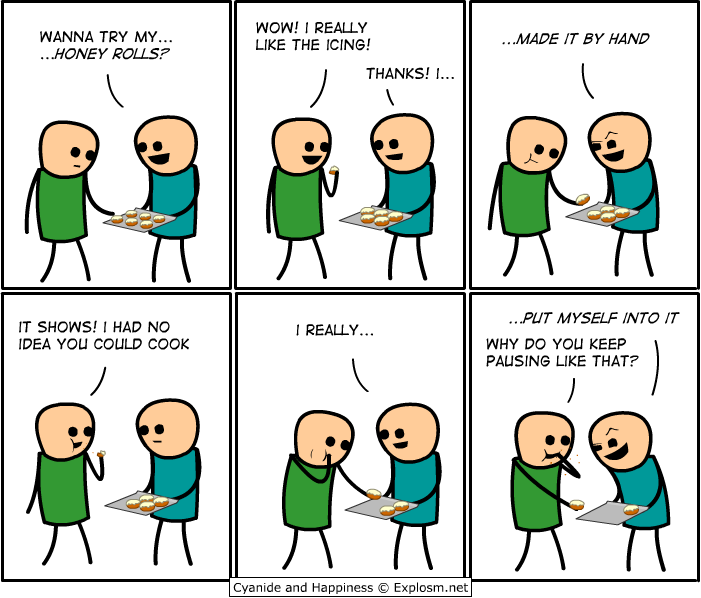 WANNA TRY MY...
...HONEY ROLLS?
WOW! I REALLY
LIKE THE ICING!
THANKS! I...
...MADE IT BY HAND
IT SHOWS! I HAD NO
IDEA YOU COULD COOK
I REALLY...
...PUT MYSELF INTO IT
WHY DO YOU KEEP
PAUSING LIKE THAT?
Cyanide and Happiness © Explosm.net